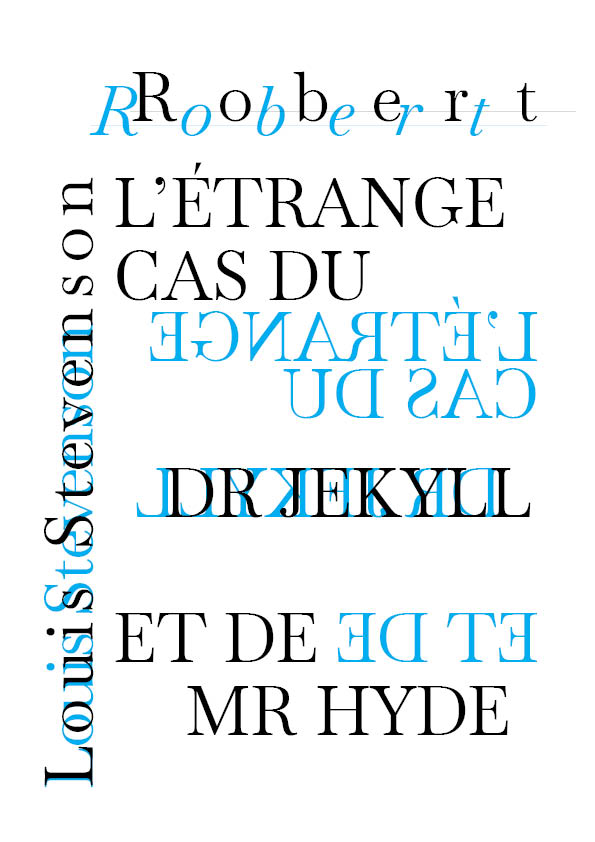 Robert
Robert
Louis Stevenson
Louis Stevenson
L’ÉTRANGE
CAS DU
L’ÉTRANGE
CAS DU
DR JEKYLL
DR JEKYLL
ET DE ET DE
MR HYDE